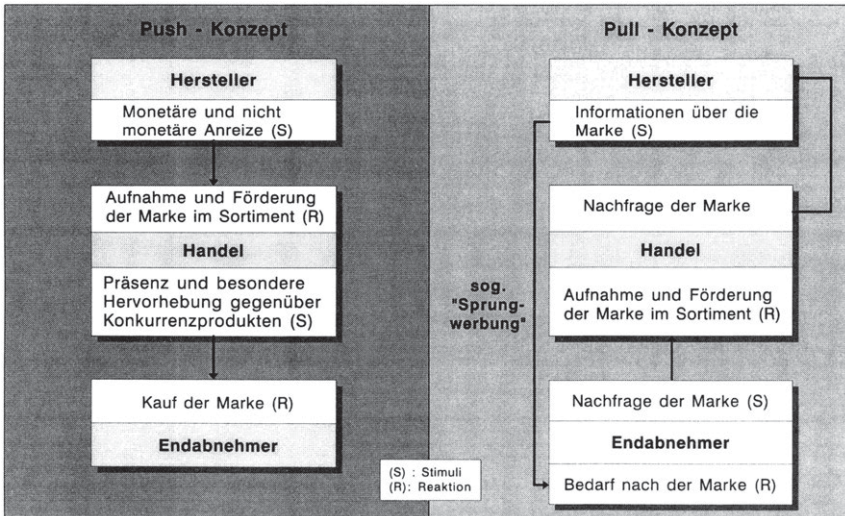 Push - Konzept
Hersteller
Monetäre und nicht
monetäre Anreize (S)
Aufnahme und Förderung
der Marke im Sortiment (R)
Handel
Präsenz und besondere
Hervorhebung gegenüber
Konkurrenzprodukten (S)
Kauf der Marke (R)
Endabnehmer
(S) : Stimuli
(R): Reaktion
Pull - Konzept
Hersteller
Informationen über die
Marke (S)
Nachfrage der Marke
Handel
Aufnahme und Förderung
der Marke im Sortiment (R)
sog.
"Sprung-
werbung"
Nachfrage der Marke (S)
Endabnehmer
Bedarf nach der Marke (R)